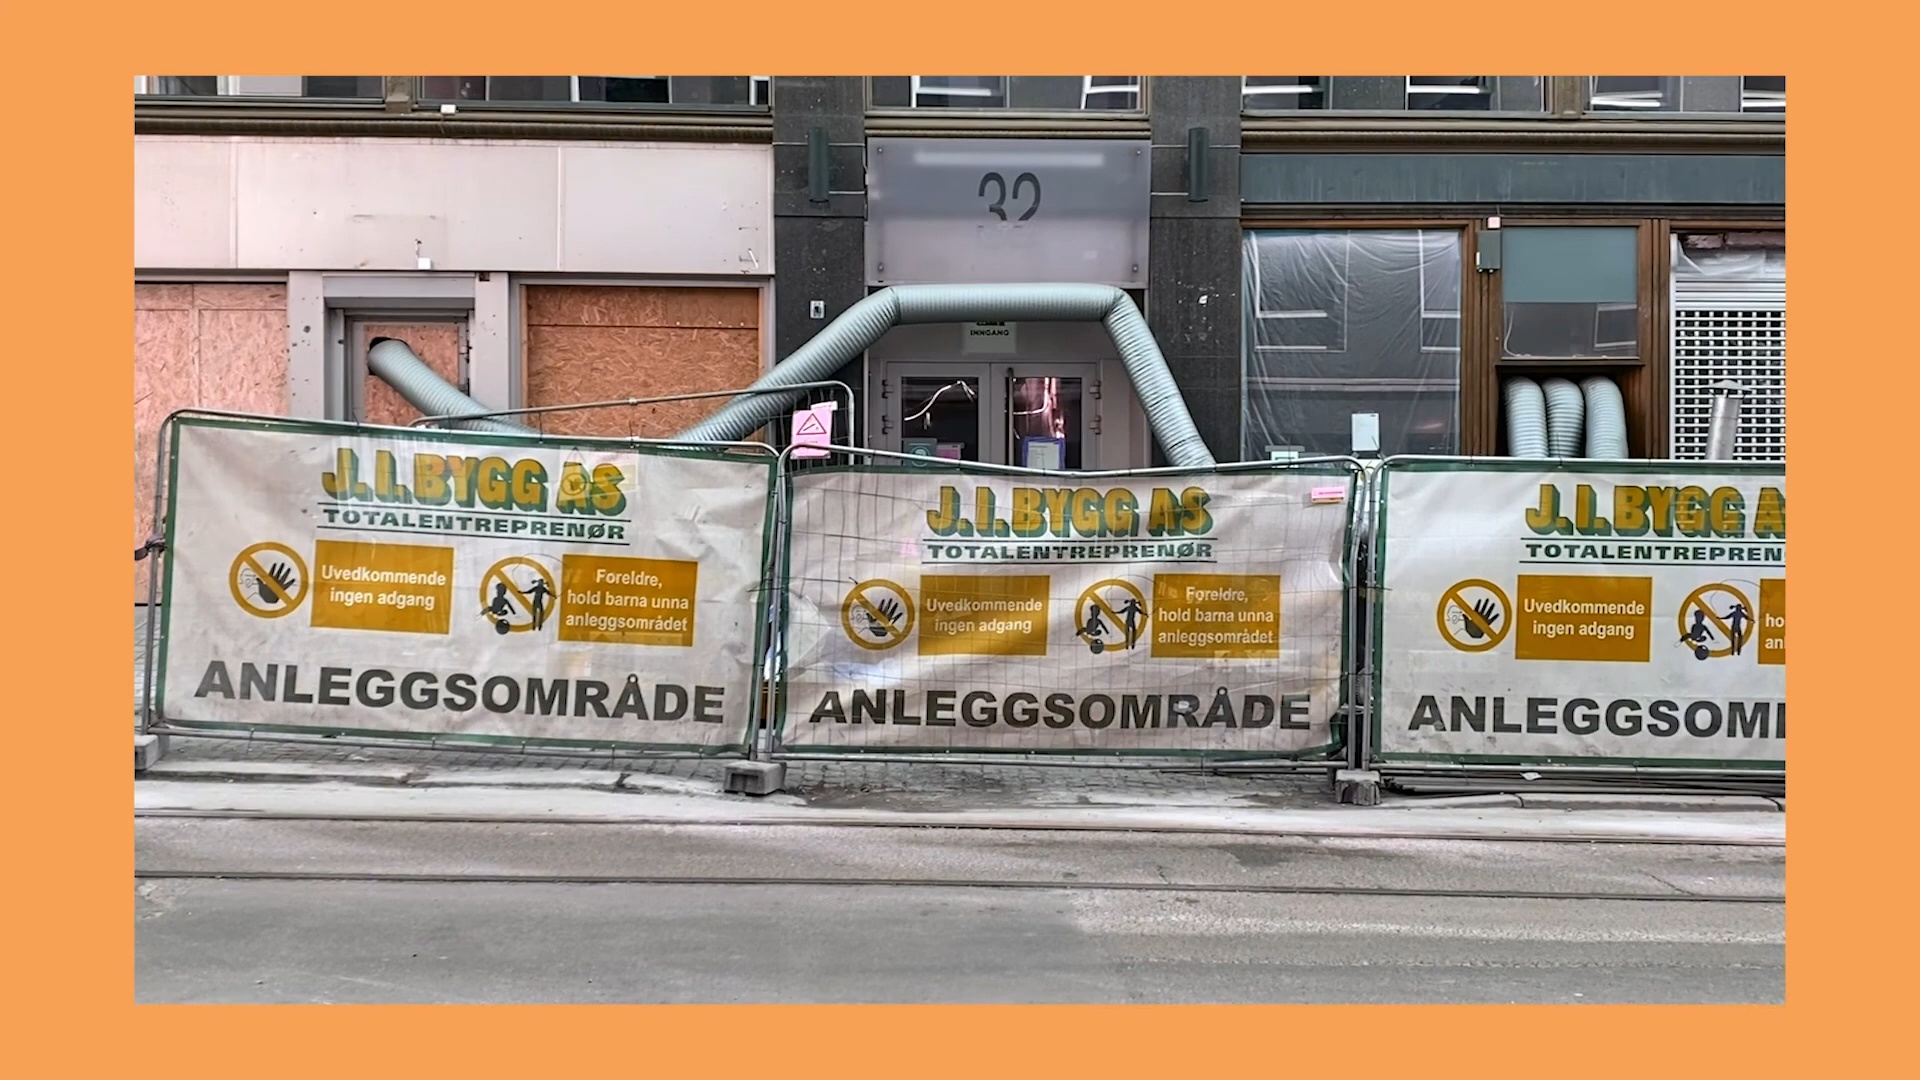 32
INNGANG
J.I.BYGG AS
TOTALENTREPRENØR
Uvedkommende
ingen adgang
Foreldre,
hold barna unna
anleggsområdet
ANLEGGSOMRÅDE
J.I.BYGG AS
TOTALENTREPRENØR
Uvedkommende
ingen adgang
Foreldre,
hold barna unna
anleggsområdet
ANLEGGSOMRÅDE
J.I.BYGG A
TOTALENTREPREN
Uvedkommende
ingen adgang
ho
an
ANLEGGSOM